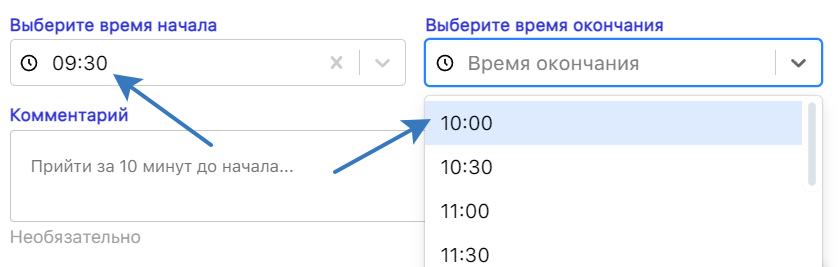 Выберите время начала
09:30
Выберите время окончания
Время окончания
10:00
10:30
11:00
11:30
Комментарий
Прийти за 10 минут до начала...
Необязательно